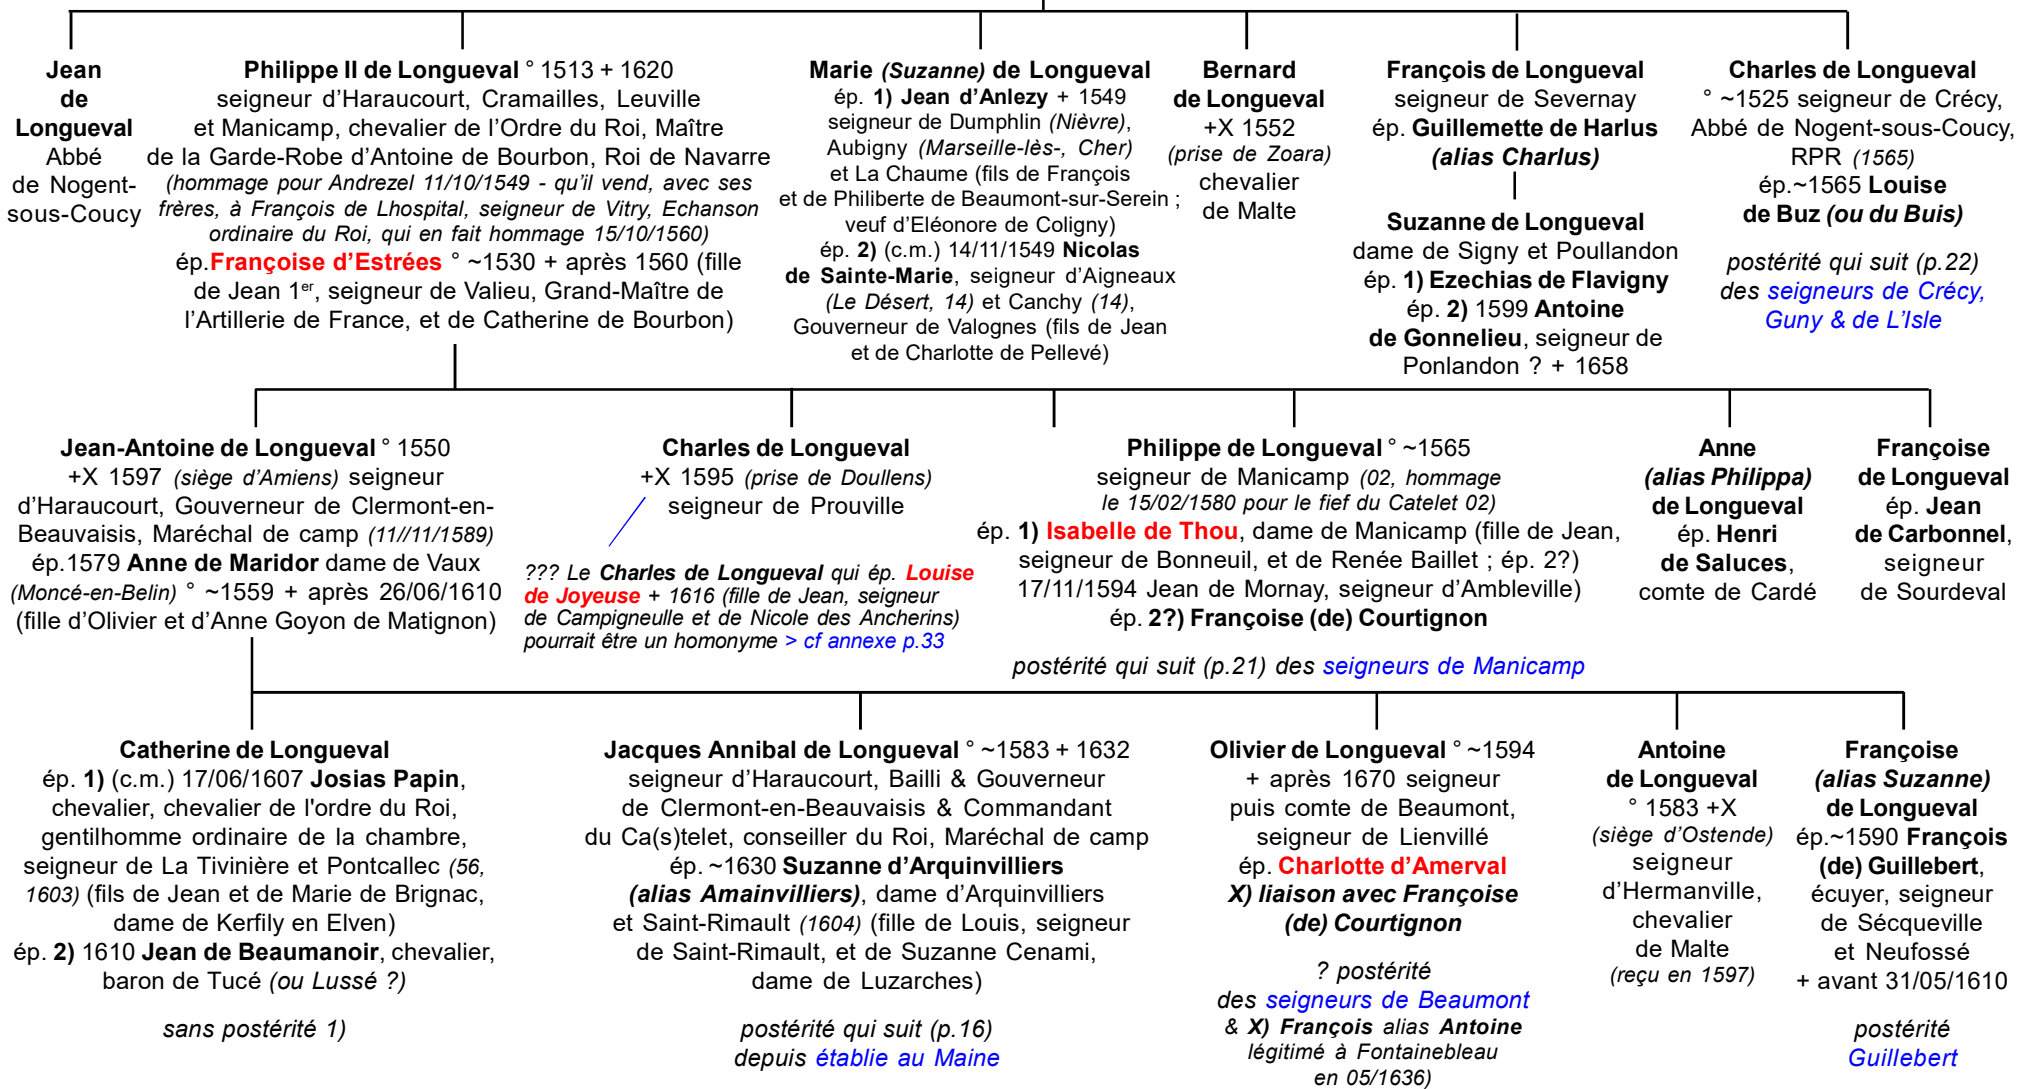 Jean
de
Longueval
Abbé
de Nogent-
sous-Coucy
Philippe II de Longueval ° 1513 + 1620
seigneur d'Haraucourt, Cramailles, Leuville
et Manicamp, chevalier de l'Ordre du Roi, Maître
de la Garde-Robe d'Antoine de Bourbon, Roi de Navarre
(hommage pour Andrezel 11/10/1549 - qu'il vend, avec ses
frères, à François de Lhospital, seigneur de Vitry, Echanson
ordinaire du Roi, qui en fait hommage 15/10/1560)
ép.Françoise d'Estrées ° ~1530 + après 1560 (fille
de Jean 1er, seigneur de Valieu, Grand-Maître de
l'Artillerie de France, et de Catherine de Bourbon)
Marie (Suzanne) de Longueval
ép. 1) Jean d'Anlezy + 1549
seigneur de Dumphlin (Nièvre),
Aubigny (Marseille-lès-, Cher)
et La Chaume (fils de François
et de Philiberte de Beaumont-sur-Serein ;
veuf d'Eléonore de Coligny)
ép. 2) (c.m.) 14/11/1549 Nicolas
de Sainte-Marie, seigneur d'Aigneaux
(Le Désert, 14) et Canchy (14),
Gouverneur de Valognes (fils de Jean
et de Charlotte de Pellevé)
Bernard
de Longueval
+X 1552
(prise de Zoara)
chevalier
de Malte
François de Longueval
seigneur de Severnay
ép. Guillemette de Harlus
(alias Charlus)
Suzanne de Longueval
dame de Signy et Poullandon
ép. 1) Ezechias de Flavigny
ép. 2) 1599 Antoine
de Gonnelieu, seigneur de
Ponlandon ? + 1658
Charles de Longueval
° ~1525 seigneur de Crécy,
Abbé de Nogent-sous-Coucy,
RPR (1565)
ép.~1565 Louise
de Buz (ou du Buis)
postérité qui suit (p.22)
des seigneurs de Crécy,
Guny & de L'Isle
Jean-Antoine de Longueval ° 1550
+X 1597 (siège d'Amiens) seigneur
d'Haraucourt, Gouverneur de Clermont-en-
Beauvaisis, Maréchal de camp (11//11/1589)
ép.1579 Anne de Maridor dame de Vaux
(Moncé-en-Belin) ° ~1559 + après 26/06/1610
(fille d'Olivier et d'Anne Goyon de Matignon)
Charles de Longueval
+X 1595 (prise de Doullens)
seigneur de Prouville
??? Le Charles de Longueval qui ép. Louise
de Joyeuse + 1616 (fille de Jean, seigneur
de Campigneulle et de Nicole des Ancherins)
pourrait être un homonyme > cf annexe p.33
Philippe de Longueval ° ~1565
seigneur de Manicamp (02, hommage
le 15/02/1580 pour le fief du Catelet 02)
ép. 1) Isabelle de Thou, dame de Manicamp (fille de Jean,
seigneur de Bonneuil, et de Renée Baillet ; ép. 2?)
17/11/1594 Jean de Mornay, seigneur d'Ambleville)
ép. 2?) Françoise (de) Courtignon
postérité qui suit (p.21) des seigneurs de Manicamp
Anne
(alias Philippa)
de Longueval
ép. Henri
de Saluces,
comte de Cardé
Françoise
de Longueval
ép. Jean
de Carbonnel,
seigneur
de Sourdeval
Catherine de Longueval
ép. 1) (c.m.) 17/06/1607 Josias Papin,
chevalier, chevalier de l'ordre du Roi,
gentilhomme ordinaire de la chambre,
seigneur de La Tivinière et Pontcallec (56,
1603) (fils de Jean et de Marie de Brignac,
dame de Kerfily en Elven)
ép. 2) 1610 Jean de Beaumanoir, chevalier,
baron de Tucé (ou Lussé ?)
sans postérité 1)
Jacques Annibal de Longueval ° ~1583 + 1632
seigneur d'Haraucourt, Bailli & Gouverneur
de Clermont-en-Beauvaisis & Commandant
du Ca(s)telet, conseiller du Roi, Maréchal de camp
ép. ~1630 Suzanne d'Arquinvilliers
(alias Amainvilliers), dame d'Arquinvilliers
et Saint-Rimault (1604) (fille de Louis, seigneur
de Saint-Rimault, et de Suzanne Cenami,
dame de Luzarches)
postérité qui suit (p.16)
depuis établie au Maine
Olivier de Longueval ° ~1594
+ après 1670 seigneur
puis comte de Beaumont,
seigneur de Lienvillé
ép. Charlotte d'Amerval
X) liaison avec Françoise
(de) Courtignon
? postérité
des seigneurs de Beaumont
& X) François alias Antoine
légitimé à Fontainebleau
en 05/1636)
Antoine
de Longueval
° 1583 +X
(siège d'Ostende)
seigneur
d'Hermanville,
chevalier
de Malte
(reçu en 1597)
Françoise
(alias Suzanne)
de Longueval
ép.~1590 François
(de) Guillebert,
écuyer, seigneur
de Sécqueville
et Neufossé
+ avant 31/05/1610
postérité
Guillebert